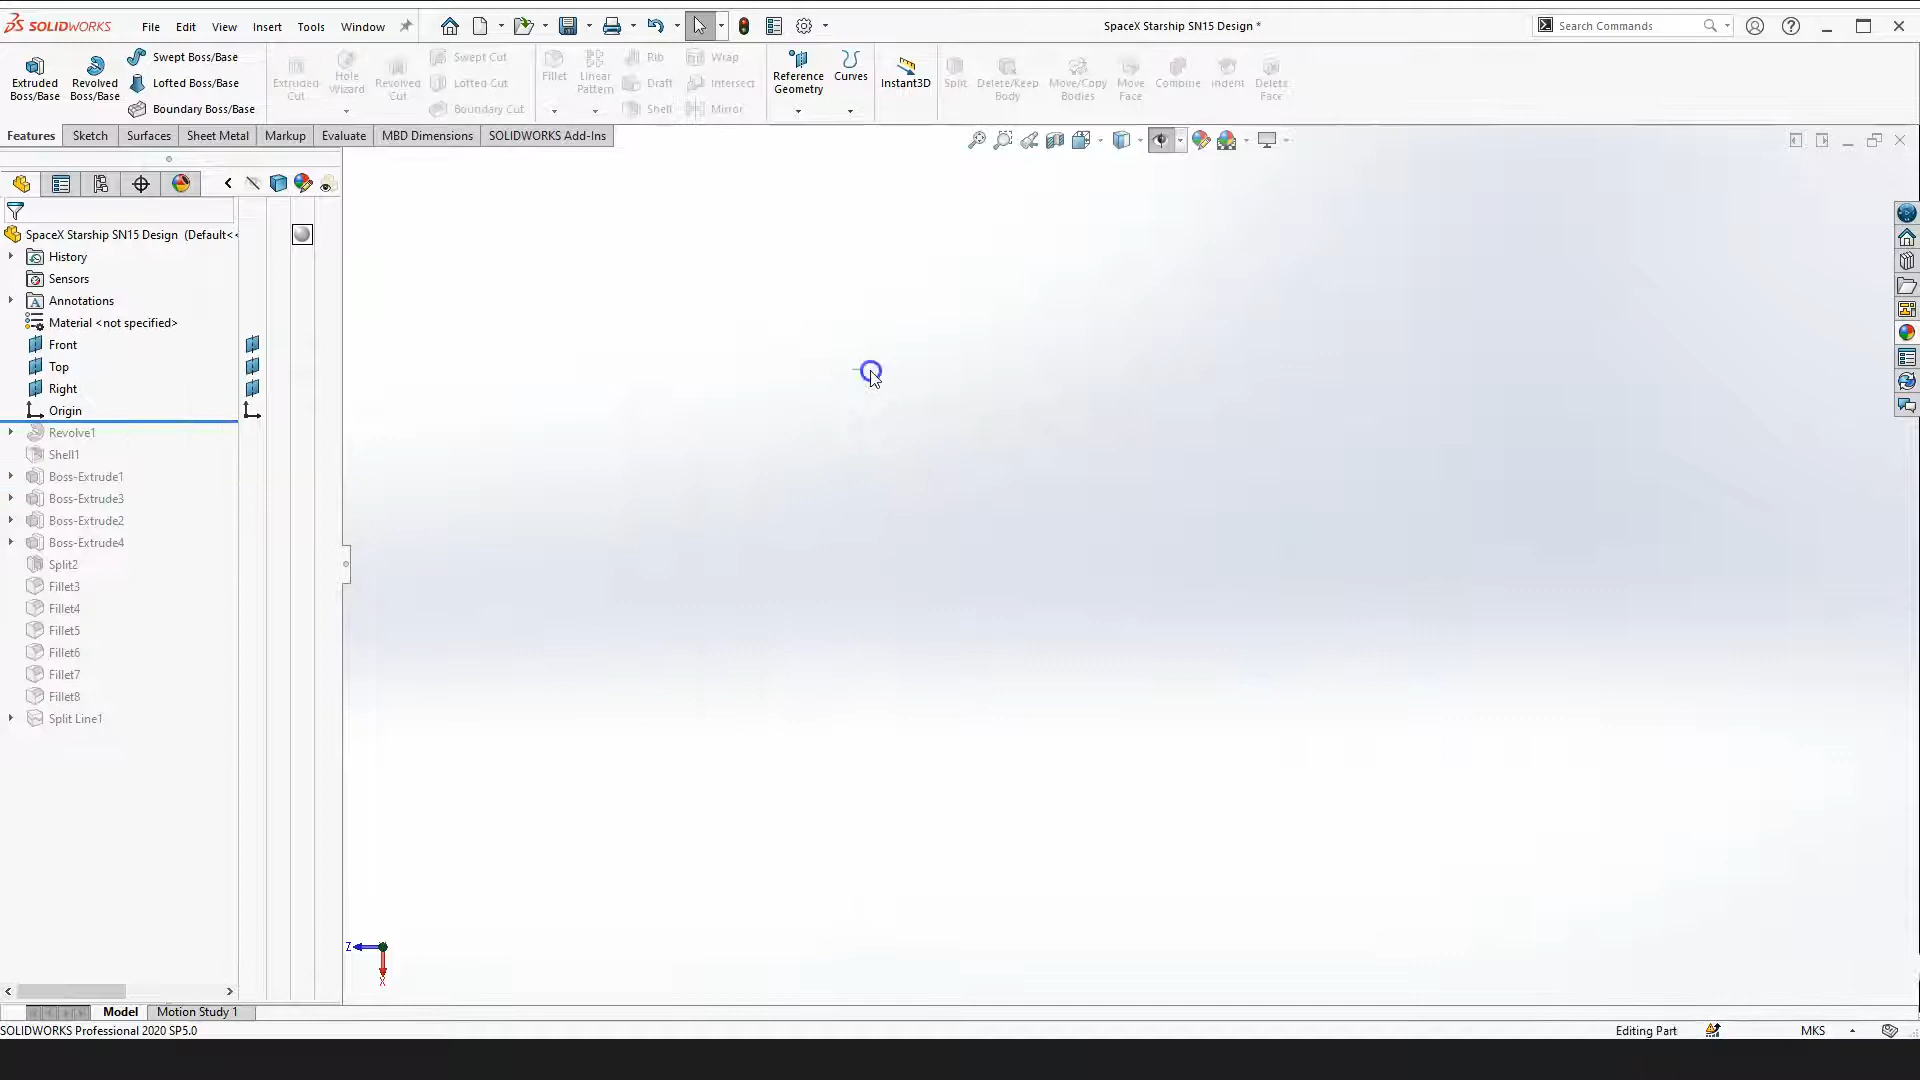 SOLIDWORKS
File Edit View Insert Tools Window
SpaceX Starship SN15 Design *
Search Commands
Extruded Boss/Base
Revolved Boss/Base
Swept Boss/Base
Lofted Boss/Base
Boundary Boss/Base
Extruded Cut
Hole Wizard
Revolved Cut
Swept Cut
Lofted Cut
Boundary Cut
Fillet
Linear Pattern
Rib
Draft
Shell
Wrap
Intersect
Mirror
Reference Geometry
Curves
Instant3D
Split
Delete/Keep Body
Move/Copy Bodies
Move Face
Combine
Indent
Delete Face
Features Sketch Surfaces Sheet Metal Markup Evaluate MBD Dimensions SOLIDWORKS Add-Ins
SpaceX Starship SN15 Design (Default<<
History
Sensors
Annotations
Material <not specified>
Front
Top
Right
Origin
Revolve1
Shell1
Boss-Extrude1
Boss-Extrude3
Boss-Extrude2
Boss-Extrude4
Split2
Fillet3
Fillet4
Fillet5
Fillet6
Fillet7
Fillet8
Split Line1
Z
X
Model Motion Study 1
SOLIDWORKS Professional 2020 SP5.0
Editing Part
MKS